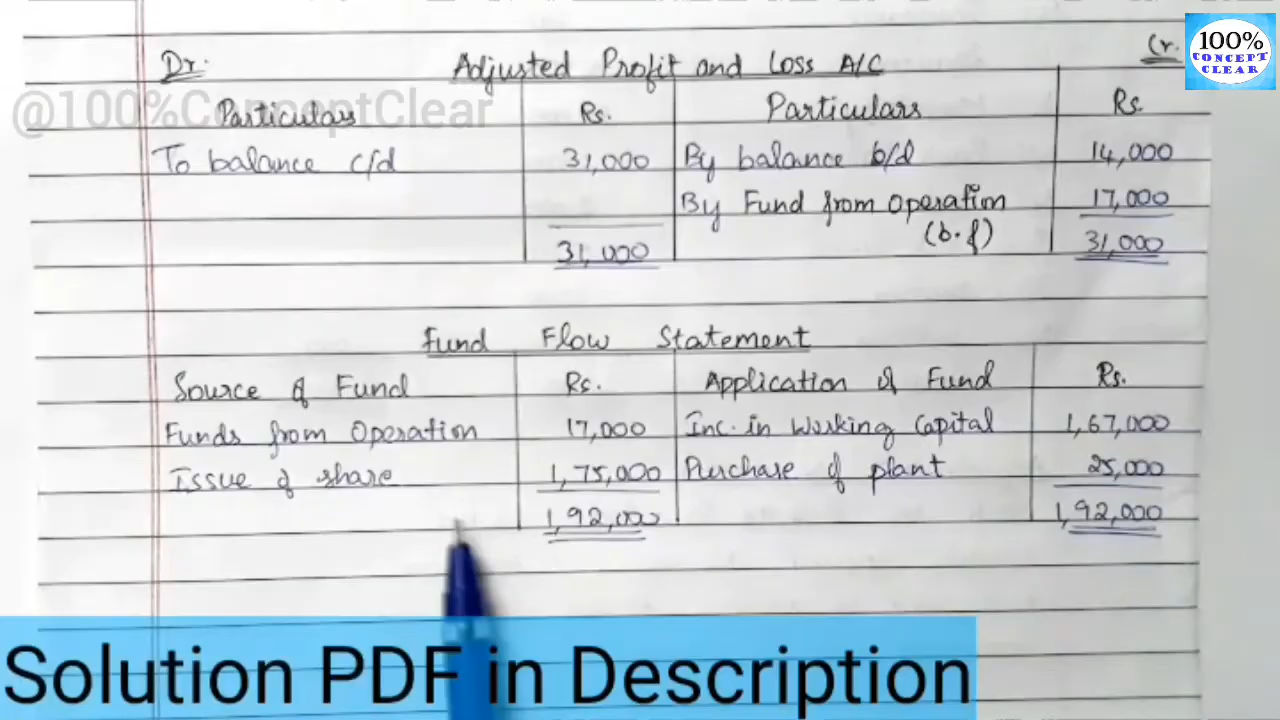 100%
CONCEPT
CLEAR
Dr. Adjusted Profit and Loss A/C Cr.
@100%ConceptClear
Particulars Rs. Particulars Rs.
To balance c/d 31,000 By balance b/d 14,000
By Fund from Operation 17,000
(b.f)
31,000 31,000
Fund Flow Statement
Source of Fund Rs. Application of Fund Rs.
Funds from Operation 17,000 Inc. in Working Capital 1,67,000
Issue of share 1,75,000 Purchase of plant 25,000
1,92,000 1,92,000
Solution PDF in Description